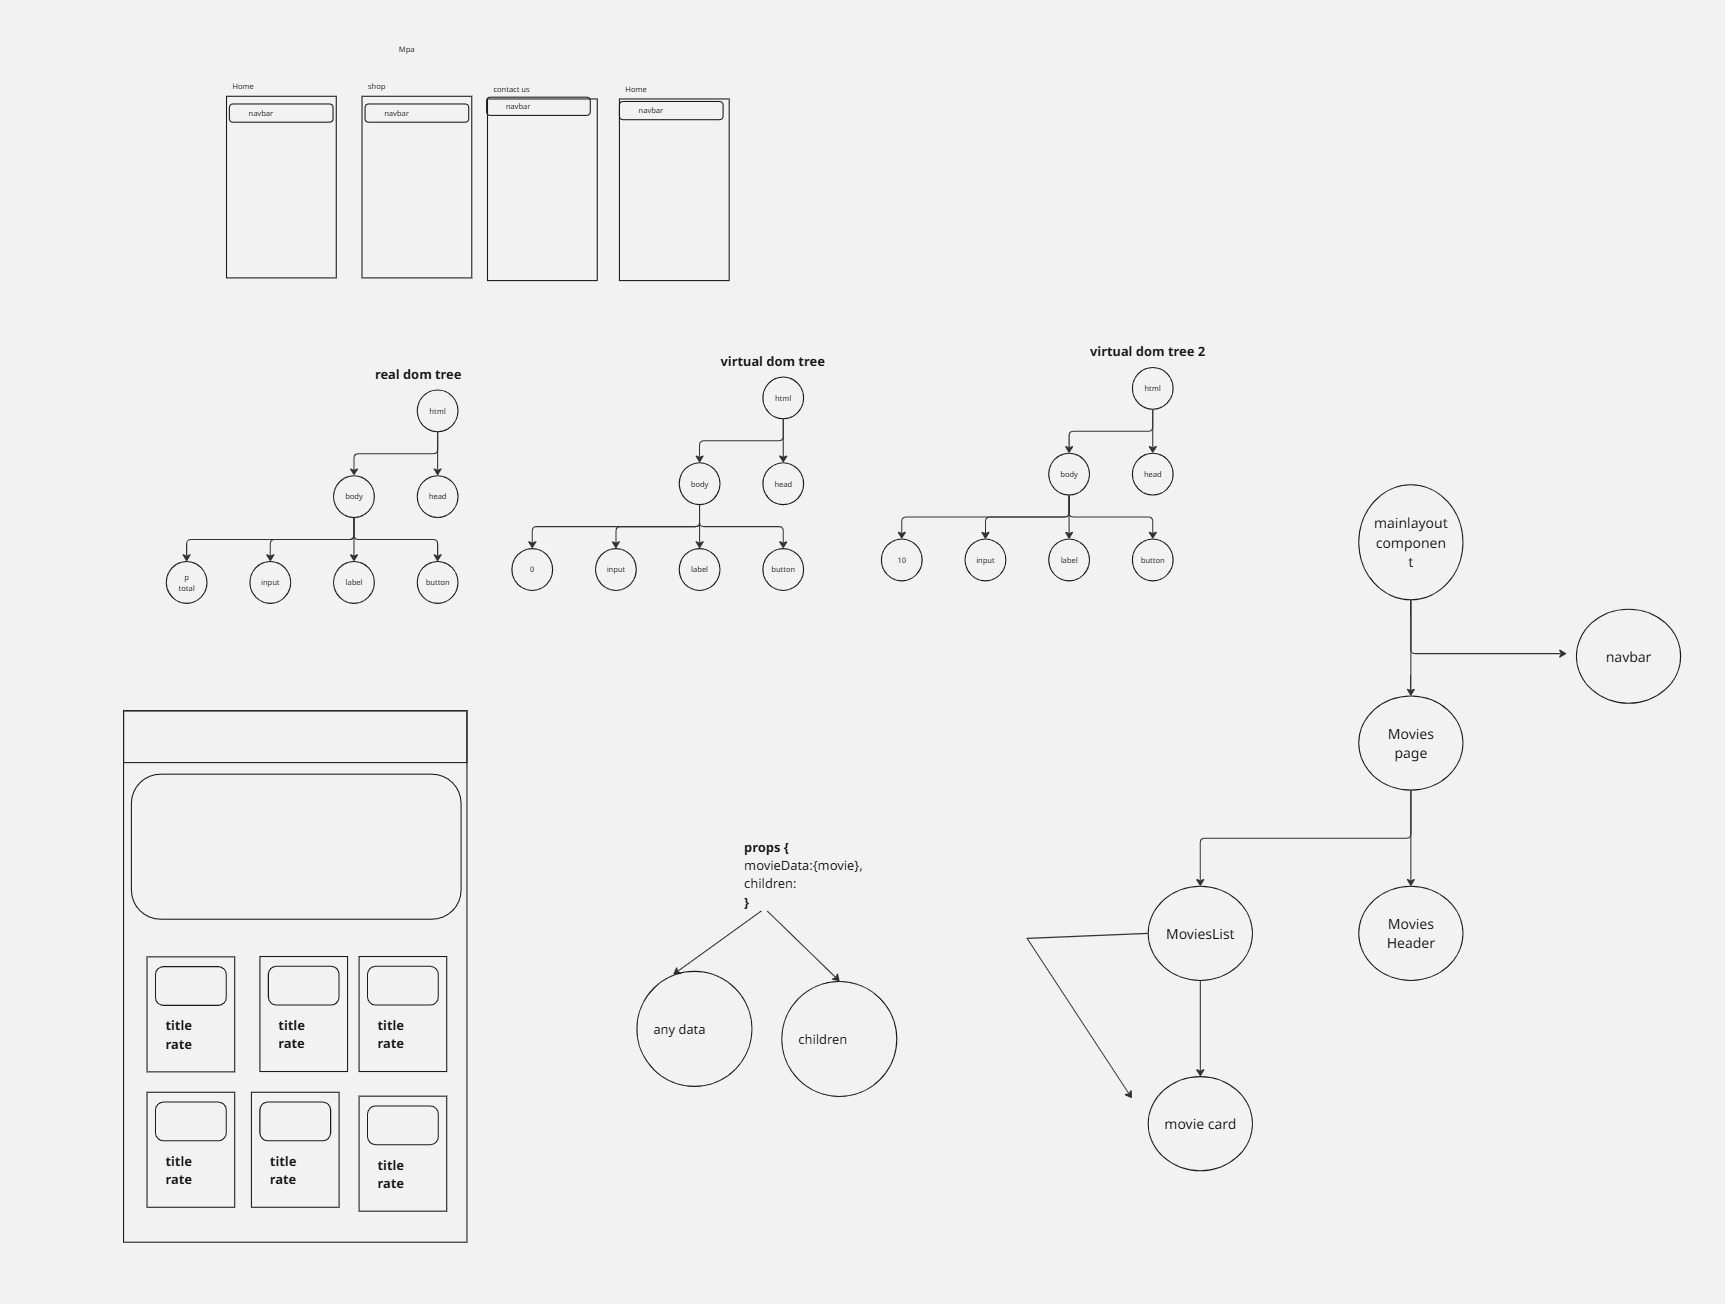 Mpa
Home
shop
contact us
Home
navbar
navbar
navbar
navbar
real dom tree
html
body
head
p
total
input
label
button
virtual dom tree
html
body
head
0
input
label
button
virtual dom tree 2
html
body
head
10
input
label
button
mainlayout
componen
t
navbar
Movies
page
MoviesList
Movies
Header
movie card
props {
movieData:{movie},
children:
}
any data
children
title
rate
title
rate
title
rate
title
rate
title
rate
title
rate